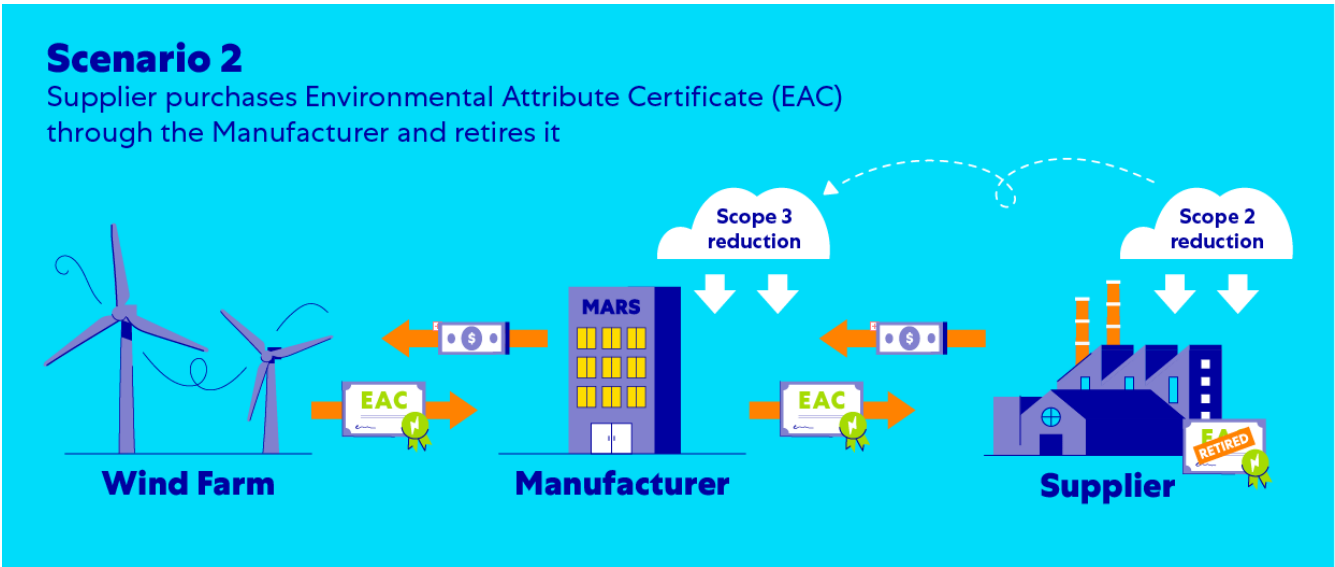 Scenario 2
Supplier purchases Environmental Attribute Certificate (EAC)
through the Manufacturer and retires it
Scope 3
reduction
Scope 2
reduction
MARS
$
$
EAC
EAC
RETIRED
Wind Farm
Manufacturer
Supplier